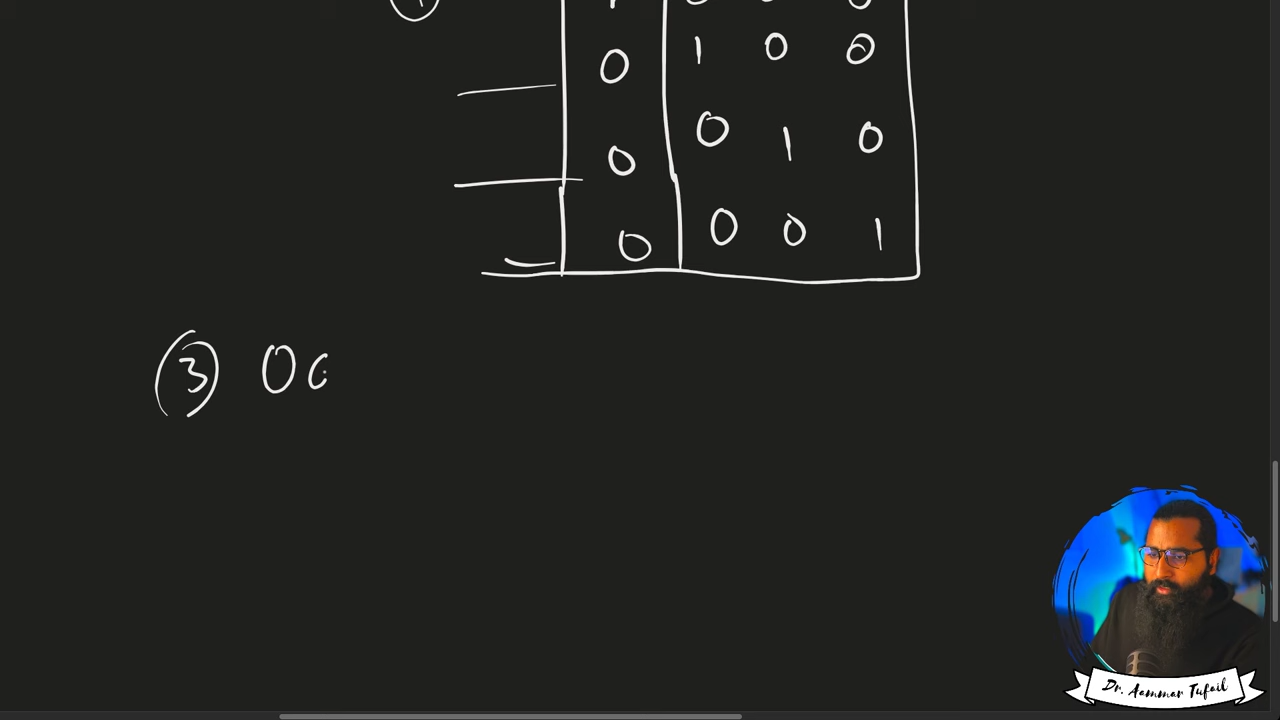 0 1 0 0
0 0 1 0
0 0 0 1
③ O
Dr. Aammar Tufail